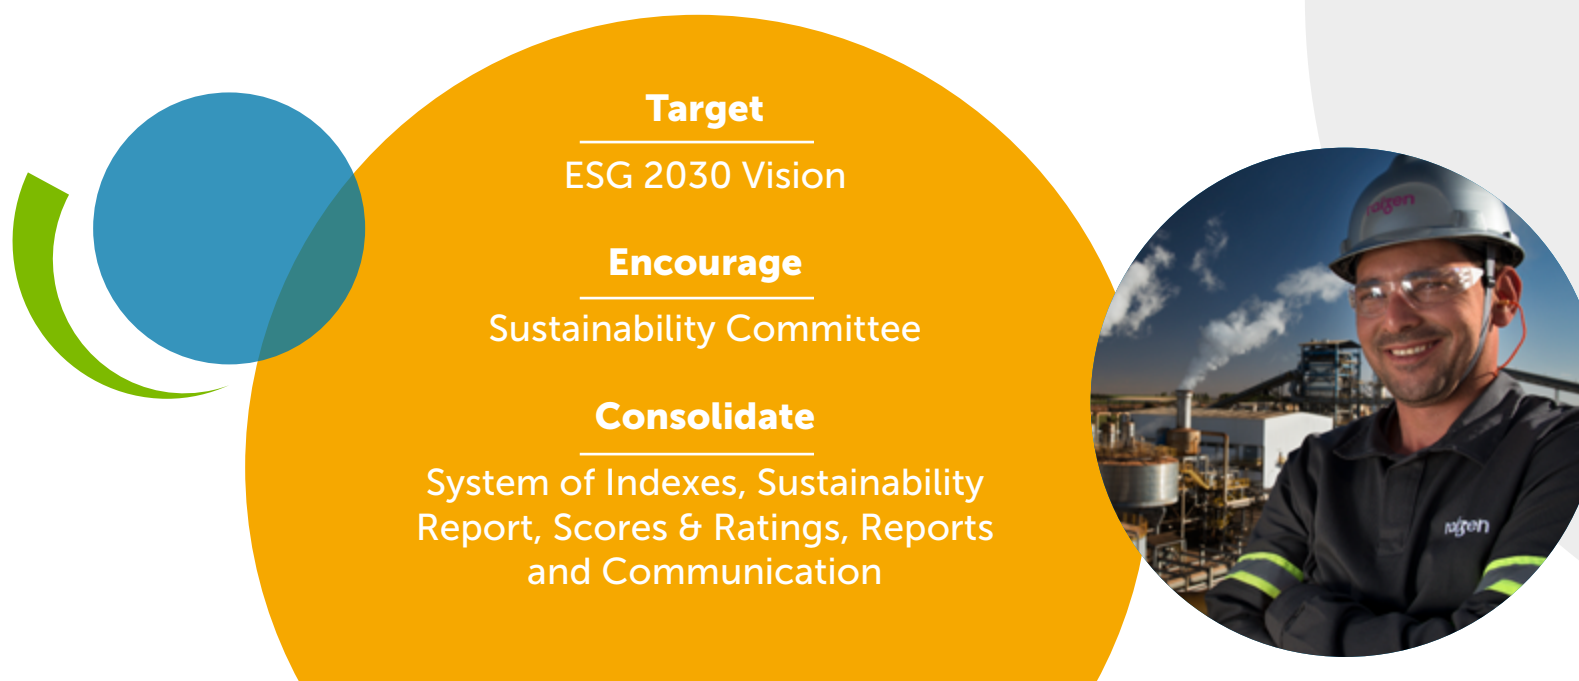 Target
ESG 2030 Vision
Encourage
Sustainability Committee
Consolidate
System of Indexes, Sustainability
Report, Scores & Ratings, Reports
and Communication
raízen
raízen